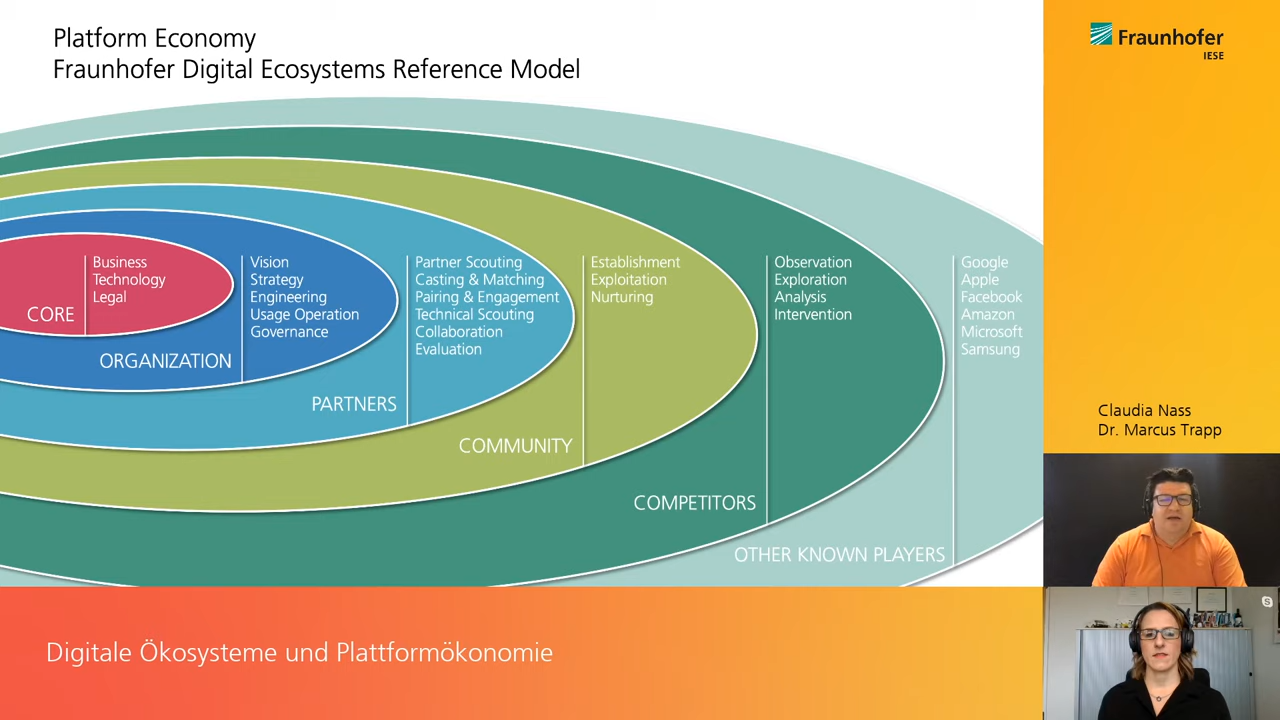 Platform Economy
Fraunhofer Digital Ecosystems Reference Model
Fraunhofer
IESE
CORE
Business
Technology
Legal
ORGANIZATION
Vision
Strategy
Engineering
Usage Operation
Governance
PARTNERS
Partner Scouting
Casting & Matching
Pairing & Engagement
Technical Scouting
Collaboration
Evaluation
COMMUNITY
Establishment
Exploitation
Nurturing
COMPETITORS
Observation
Exploration
Analysis
Intervention
OTHER KNOWN PLAYERS
Google
Apple
Facebook
Amazon
Microsoft
Samsung
Claudia Nass
Dr. Marcus Trapp
Digitale Ökosysteme und Plattformökonomie